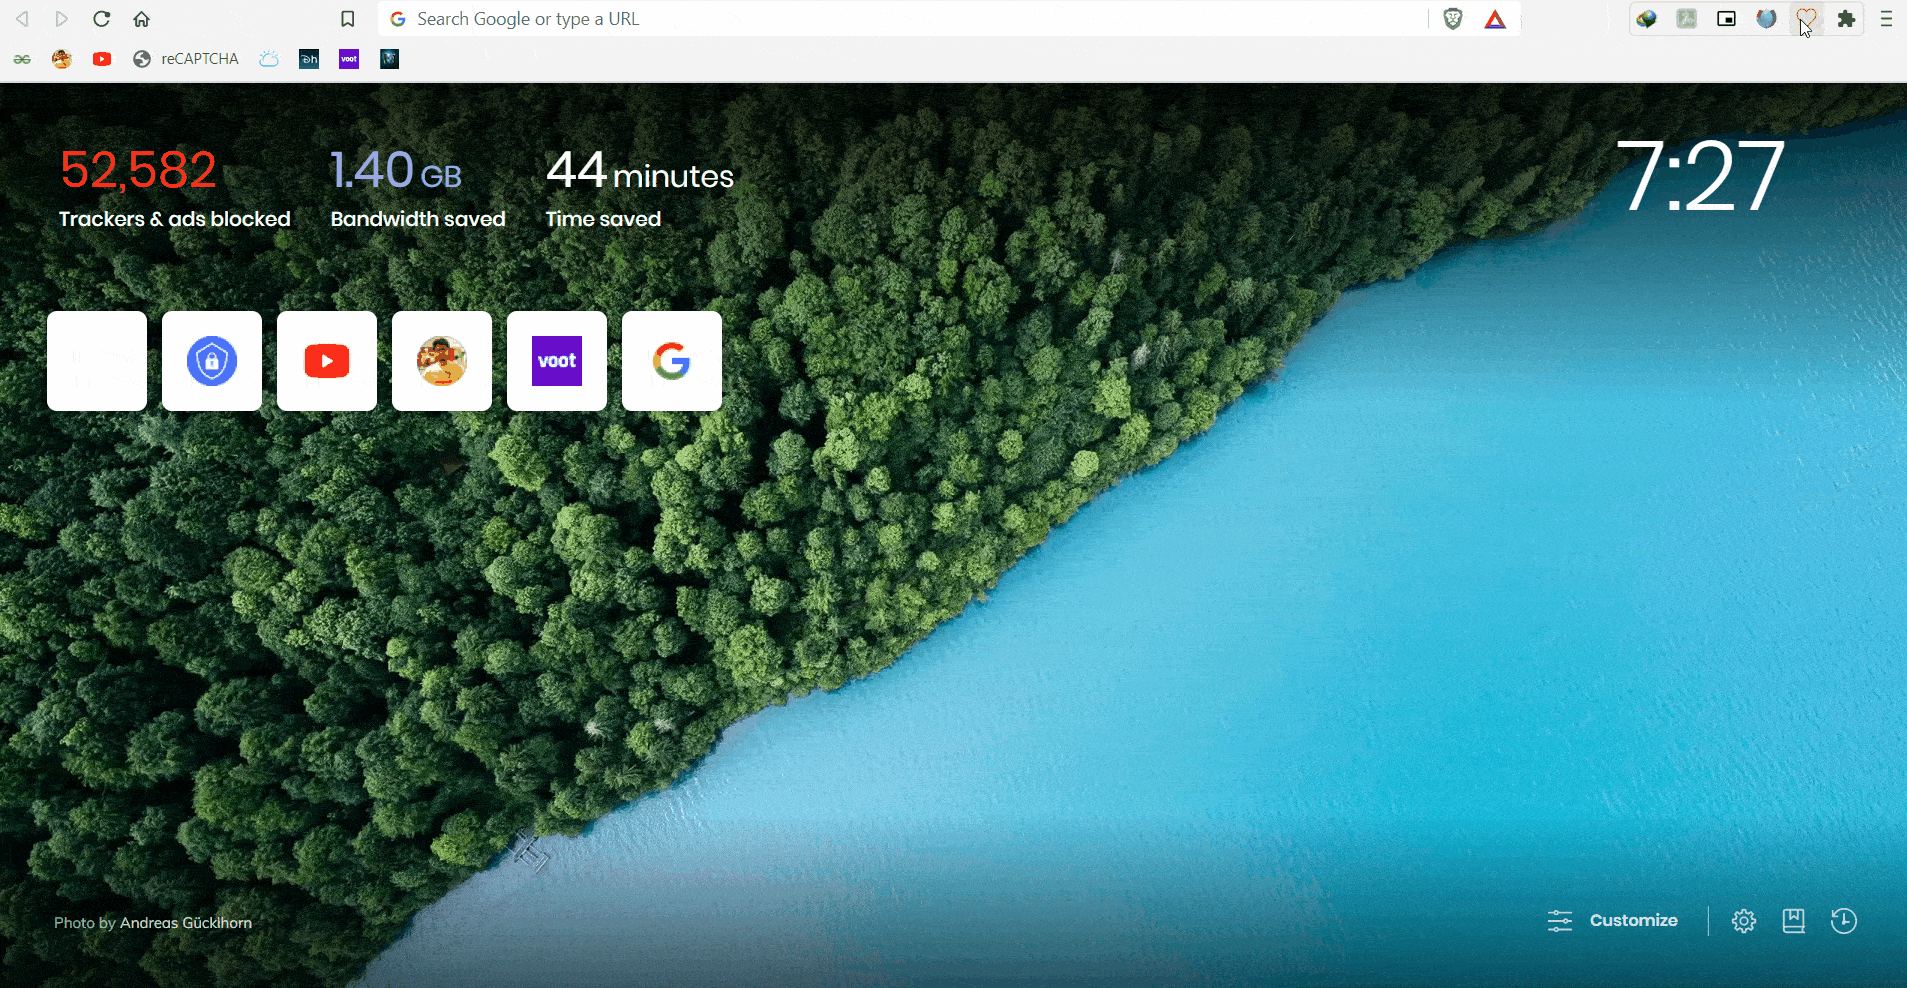 Search Google or type a URL
reCAPTCHA
voot
52,582
1.40 GB
44 minutes
Trackers & ads blocked
Bandwidth saved
Time saved
7:27
voot
Photo by Andreas Gücklhorn
Customize